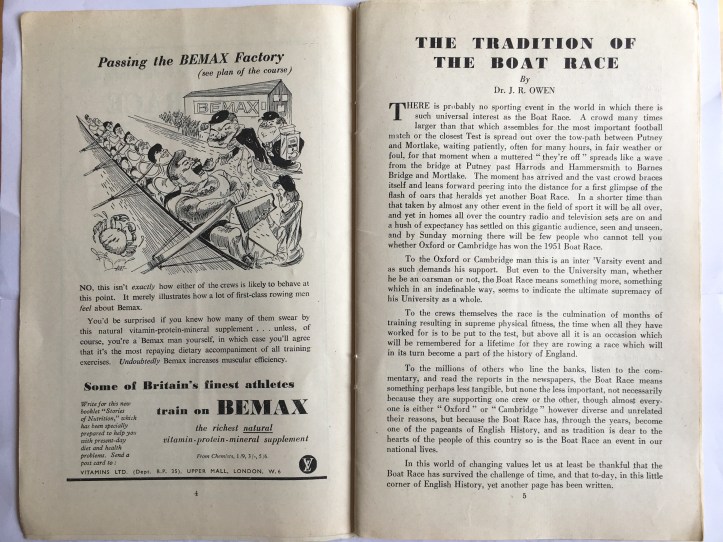 Passing the BEMAX Factory
(see plan of the course)
BEMAX
NO, this isn't exactly how either of the crews is likely to behave at
this point. It merely illustrates how a lot of first-class rowing men
feel about Bemax.
You'd be surprised if you knew how many of them swear by
this natural vitamin-protein-mineral supplement . . . unless, of
course, you're a Bemax man yourself, in which case you'll agree
that it's the most repaying dietary accompaniment of all training
exercises. Undoubtedly Bemax increases muscular efficiency.
Some of Britain's finest athletes
train on BEMAX
the richest natural
vitamin-protein-mineral supplement
Write for this new
booklet "Stories
of Nutrition," which
has been specially
prepared to help you
with present-day
diet and health
problems. Send a
post card to:
From Chemists,
VITAMINS LTD. (Dept. B.P. 35), UPPER MALL, LONDON, W.6
4
THE TRADITION OF
THE BOAT RACE
By
Dr. J. R. OWEN
THERE is probably no sporting event in the world in which there is
such universal interest as the Boat Race. A crowd many times
larger than that which assembles for the most important football
match or the closest Test is spread out over the tow-path between Putney
and Mortlake, waiting patiently, often for many hours, in fair weather or
foul, for that moment when a muttered "they're off" spreads like a wave
from the bridge at Putney past Harrods and Hammersmith to Barnes
Bridge and Mortlake. The moment has arrived and the vast crowd braces
itself and leans forward peering into the distance for a first glimpse of the
flash of oars that heralds yet another Boat Race. In a shorter time than
that taken by almost any other event in the field of sport it will be all over,
and yet in homes all over the country radio and television sets are on and
a hush of expectancy has settled on this gigantic audience, seen and unseen,
and by Sunday morning there will be few people who cannot tell you
whether Oxford or Cambridge has won the 1951 Boat Race.
To the Oxford or Cambridge man this is an inter 'Varsity event and
as such demands his support. But even to the University man, whether
he be an oarsman or not, the Boat Race means something more, something
which in an indefinable way, seems to indicate the ultimate supremacy of
his University as a whole.
To the crews themselves the race is the culmination of months of
training resulting in supreme physical fitness, the time when all they have
worked for is to be put to the test, but above all it is an occasion which
will be remembered for a lifetime for they are rowing a race which will
in its turn become a part of the history of England.
To the millions of others who line the banks, listen to the com-
mentary, and read the reports in the newspapers, the Boat Race means
something perhaps less tangible, but none the less important, not necessarily
because they are supporting one crew or the other, though almost every-
one is either "Oxford" or "Cambridge" however diverse and unrelated
their reasons, but because the Boat Race has, through the years, become
one of the pageants of English History, and as tradition is dear to the
hearts of the people of this country so is the Boat Race an event in our
national lives.
In this world of changing values let us at least be thankful that the
Boat Race has survived the challenge of time, and that to-day, in this little
corner of English History, yet another page has been written.
5